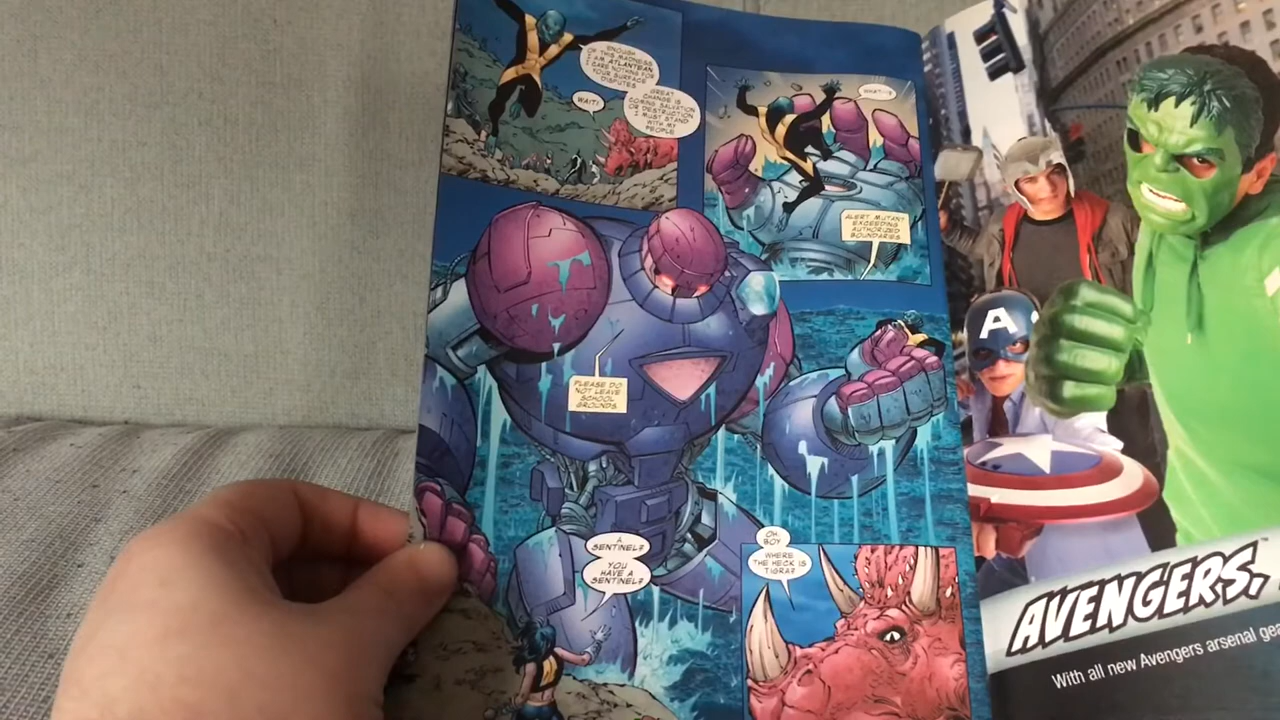 ENOUGH
OF THIS MADNESS
I AM ATLANTEAN
I CARE NOTHING FOR
YOUR SURFACE
DISPUTES
WAIT!
GREAT
CHANGE IS
COMING SALVATION
OR DESTRUCTION
I MUST STAND
WITH MY
PEOPLE
ALERT MUTANT
EXCEEDING
AUTHORIZED
BOUNDARIES
PLEASE DO
NOT LEAVE
SCHOOL
GROUNDS
A
SENTINEL?
YOU
HAVE A
SENTINEL?
OH,
BOY
WHERE
THE HECK IS
TIGRA?
A
AVENGERS,™
With all new Avengers arsenal gea